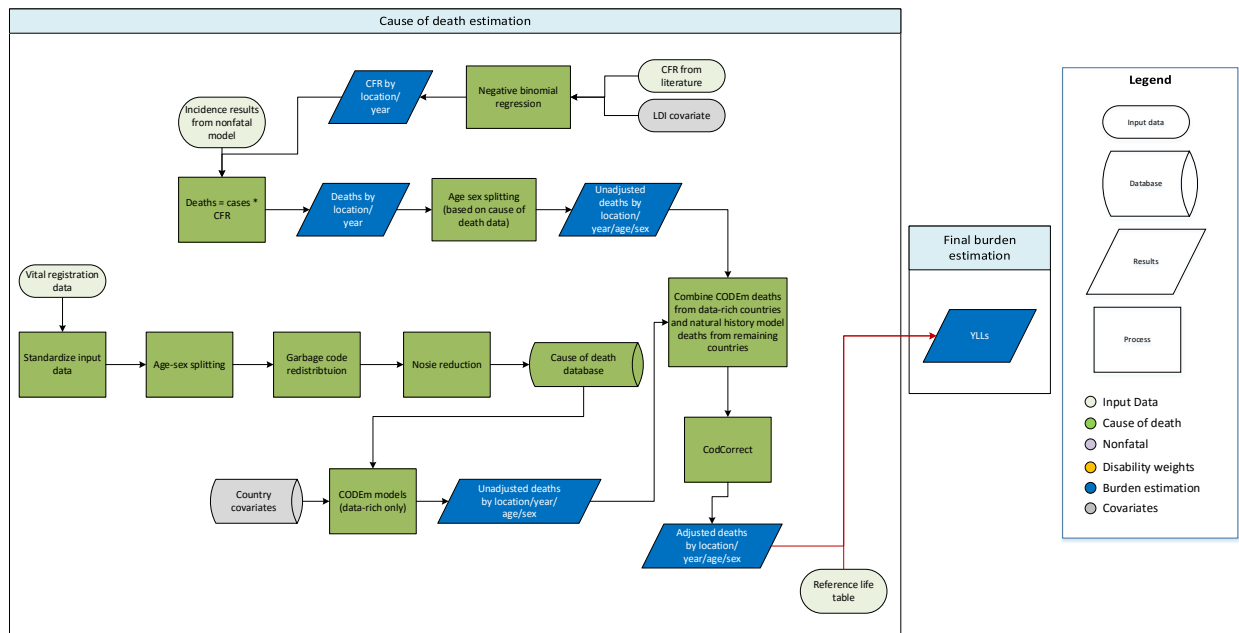 Cause of death estimation
CFR from
literature
LDI covariate
Negative binomial
regression
CFR by
location/
year
Incidence results
from nonfatal
model
Deaths = cases *
CFR
Deaths by
location/
year
Age sex splitting
(based on cause of
death data)
Unadjusted
deaths by
location/
year/age/sex
Vital registration
data
Standardize input
data
Age-sex splitting
Garbage code
redistribtuion
Nosie reduction
Cause of death
database
Combine CODEm deaths
from data-rich countries
and natural history model
deaths from remaining
countries
Country
covariates
CODEm models
(data-rich only)
Unadjusted deaths
by location/year/
age/sex
CodCorrect
Adjusted deaths
by location/
year/age/sex
Reference life
table
Final burden
estimation
YLLs
Legend
Input data
Database
Results
Process
Input Data
Cause of death
Nonfatal
Disability weights
Burden estimation
Covariates